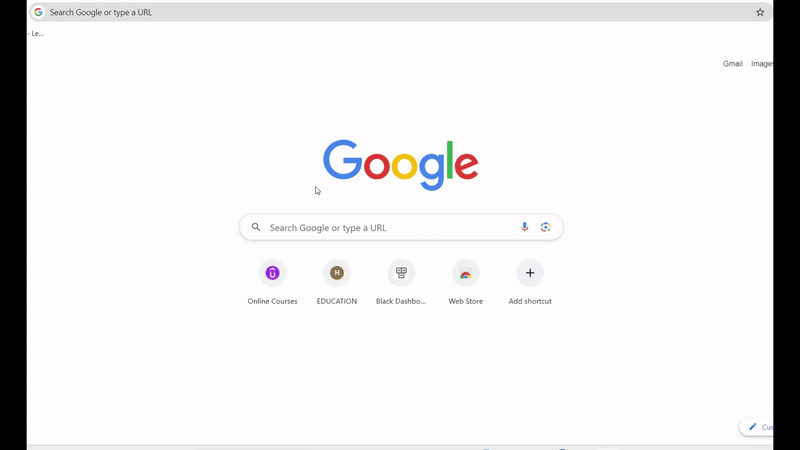 Search Google or type a URL
- Le...
Gmail Images
Google
Search Google or type a URL
Online Courses EDUCATION Black Dashbo... Web Store Add shortcut
H
Cus